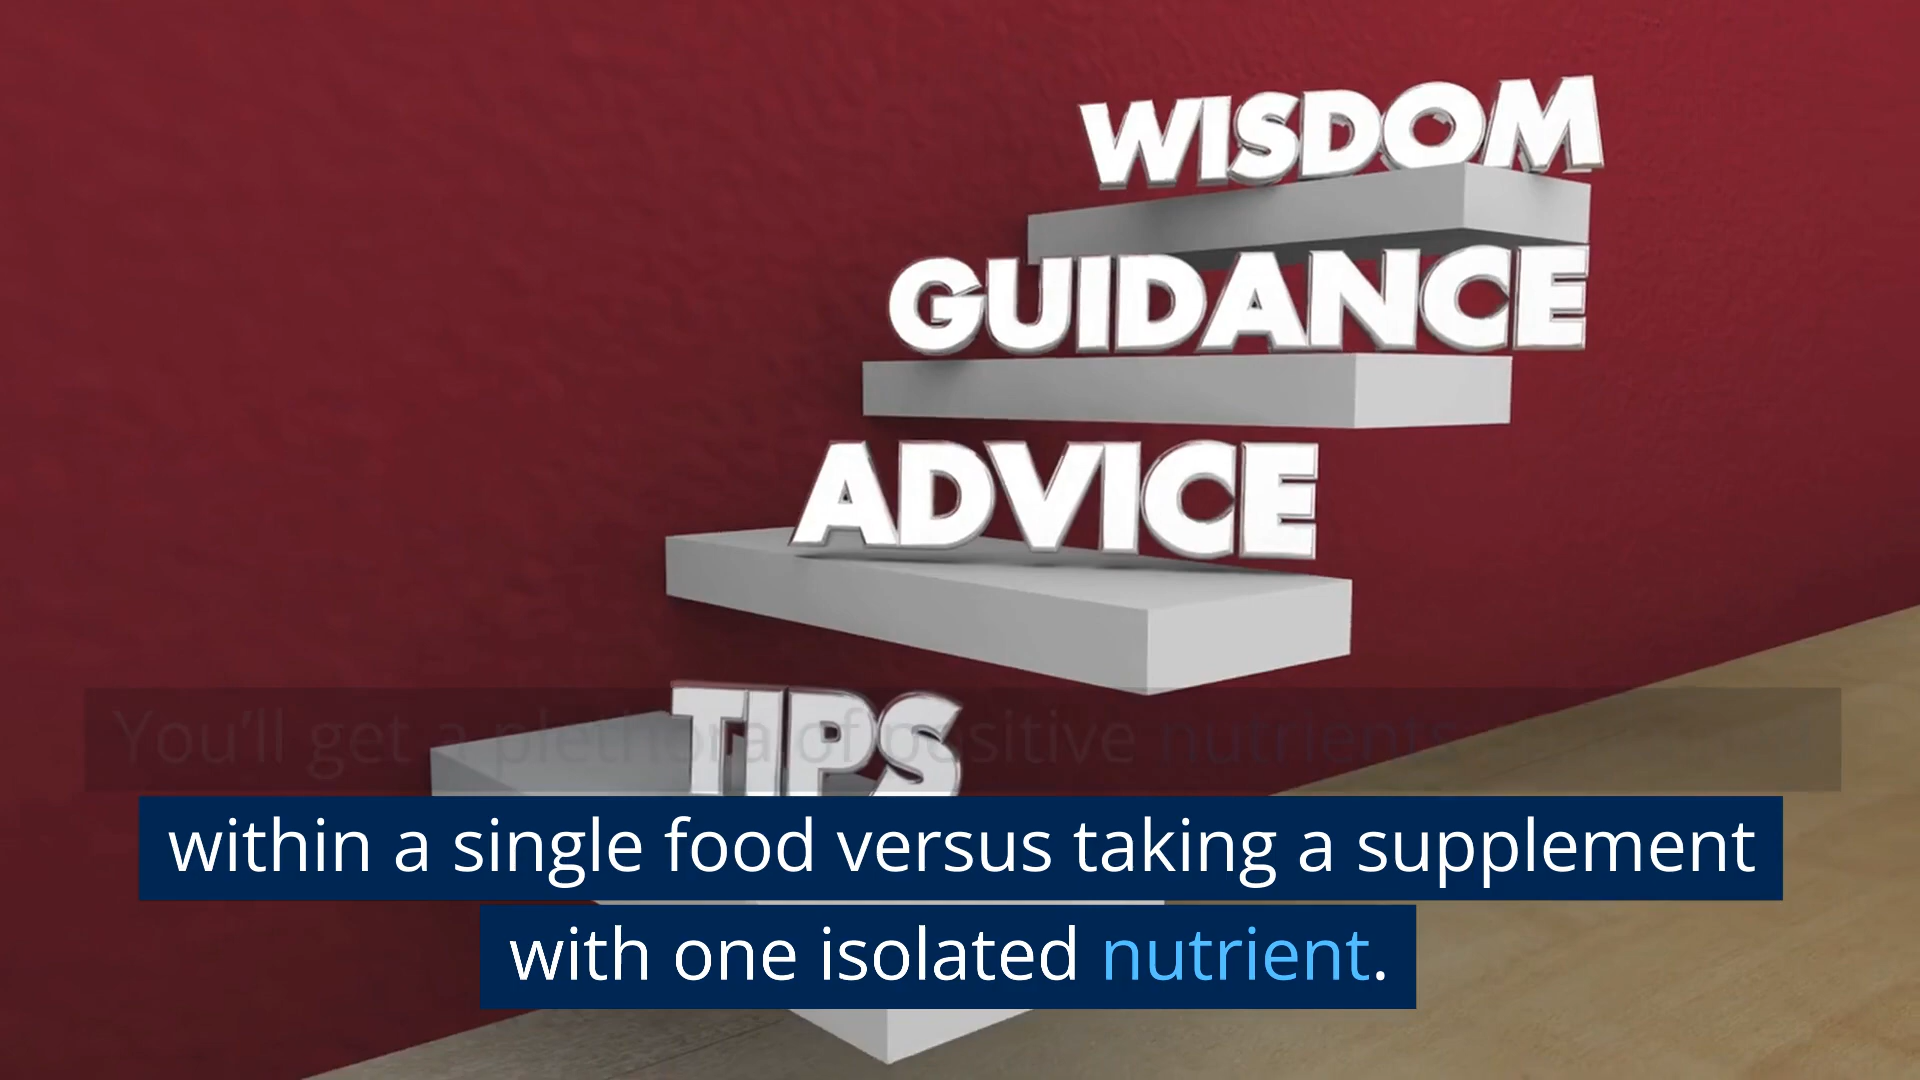 WISDOM
GUIDANCE
ADVICE
TIPS
You'll get a plethora of positive nutrients
within a single food versus taking a supplement
with one isolated nutrient.